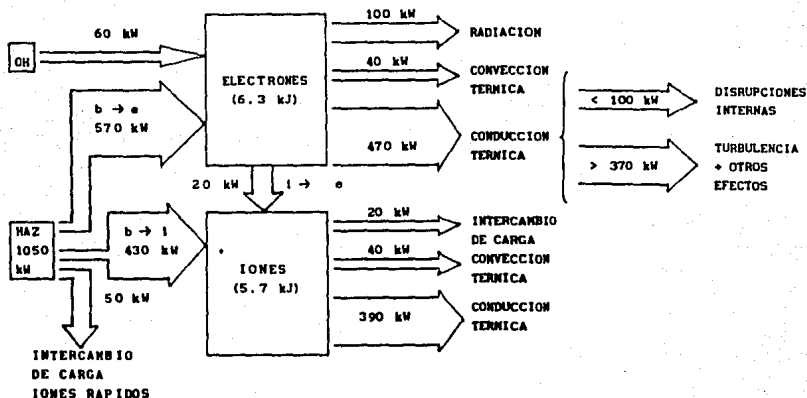 OH
60 kW
ELECTRONES
(6.3 kJ)
100 kW
RADIACION
40 kW
CONVECCION
TERMICA
470 kW
CONDUCCION
TERMICA
< 100 kW
DISRUPCIONES
INTERNAS
> 370 kW
TURBULENCIA
+ OTROS
EFECTOS
b → e
570 kW
20 kW
i → e
HAZ
1050
kW
b → i
430 kW
50 kW
IONES
(5.7 kJ)
20 kW
INTERCAMBIO
DE CARGA
40 kW
CONVECCION
TERMICA
390 kW
CONDUCCION
TERMICA
INTERCAMBIO
DE CARGA
IONES RAPIDOS